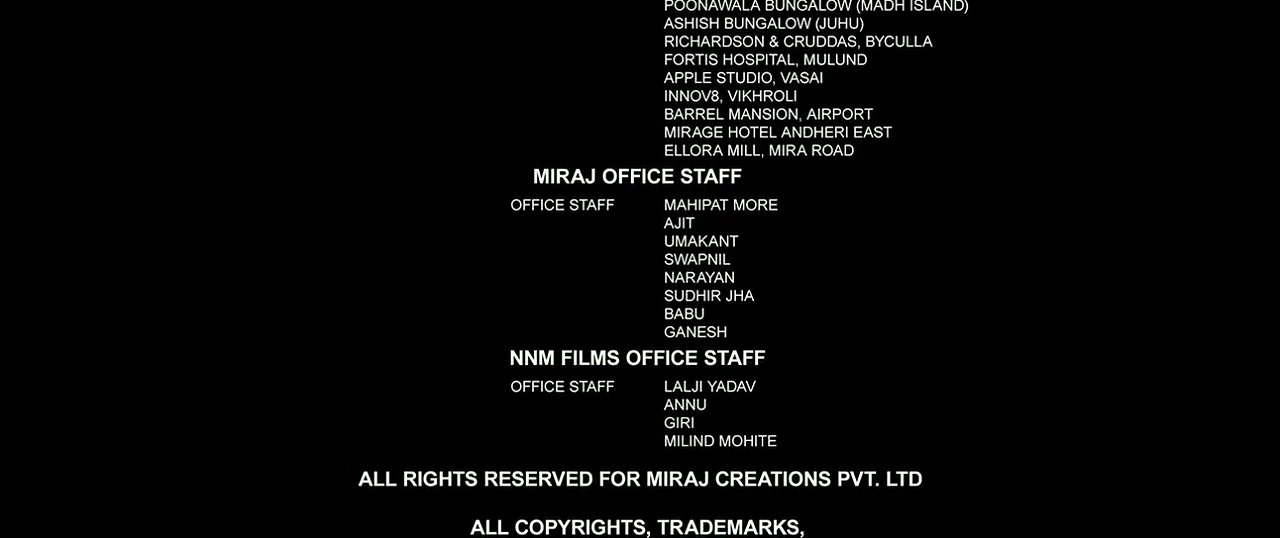 POONAWALA BUNGALOW (MADH ISLAND)
ASHISH BUNGALOW (JUHU)
RICHARDSON & CRUDDAS, BYCULLA
FORTIS HOSPITAL, MULUND
APPLE STUDIO, VASAI
INNOV8, VIKHROLI
BARREL MANSION, AIRPORT
MIRAGE HOTEL ANDHERI EAST
ELLORA MILL, MIRA ROAD
MIRAJ OFFICE STAFF
OFFICE STAFF MAHIPAT MORE
AJIT
UMAKANT
SWAPNIL
NARAYAN
SUDHIR JHA
BABU
GANESH
NNM FILMS OFFICE STAFF
OFFICE STAFF LALJI YADAV
ANNU
GIRI
MILIND MOHITE
ALL RIGHTS RESERVED FOR MIRAJ CREATIONS PVT. LTD
ALL COPYRIGHTS, TRADEMARKS,